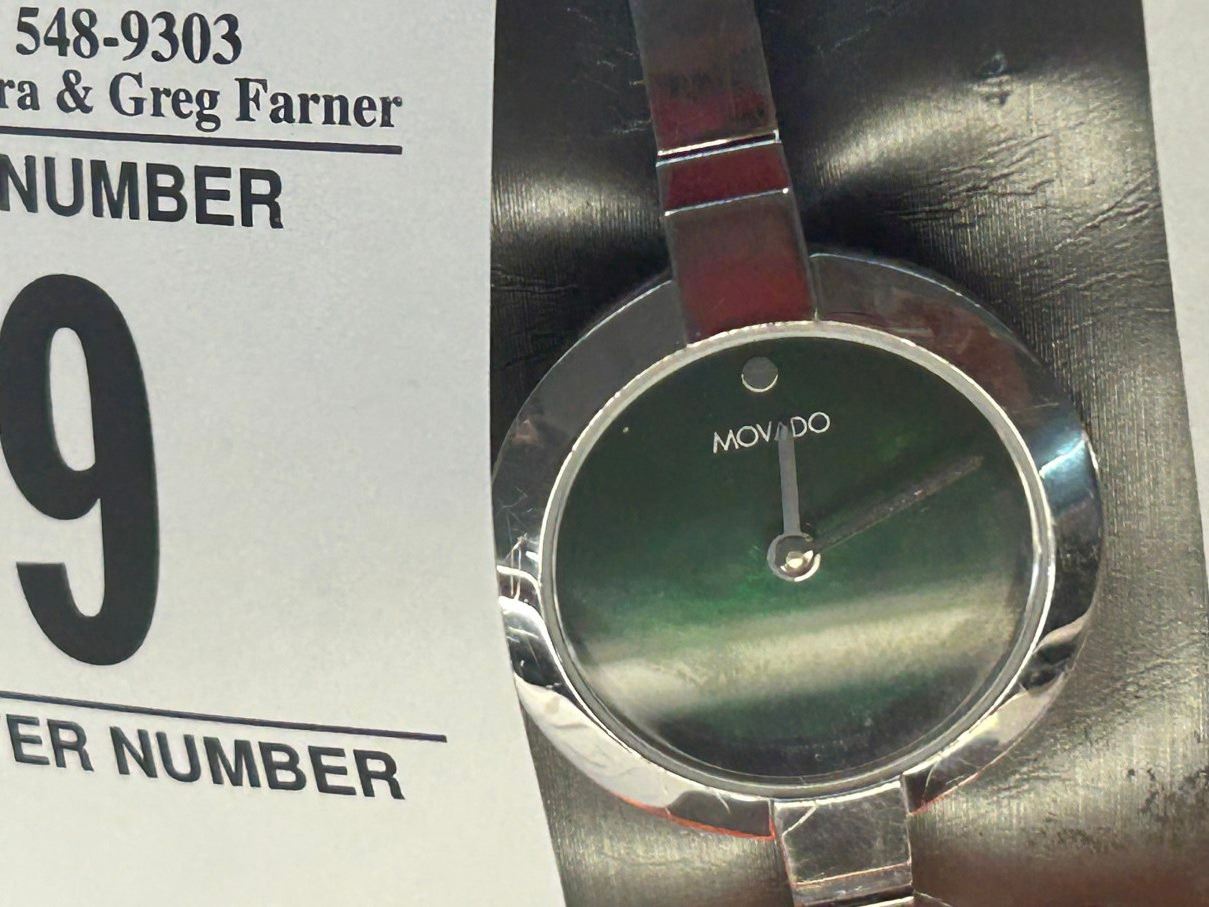 548-9303
ra & Greg Farner
NUMBER
9
ER NUMBER
MOVADO